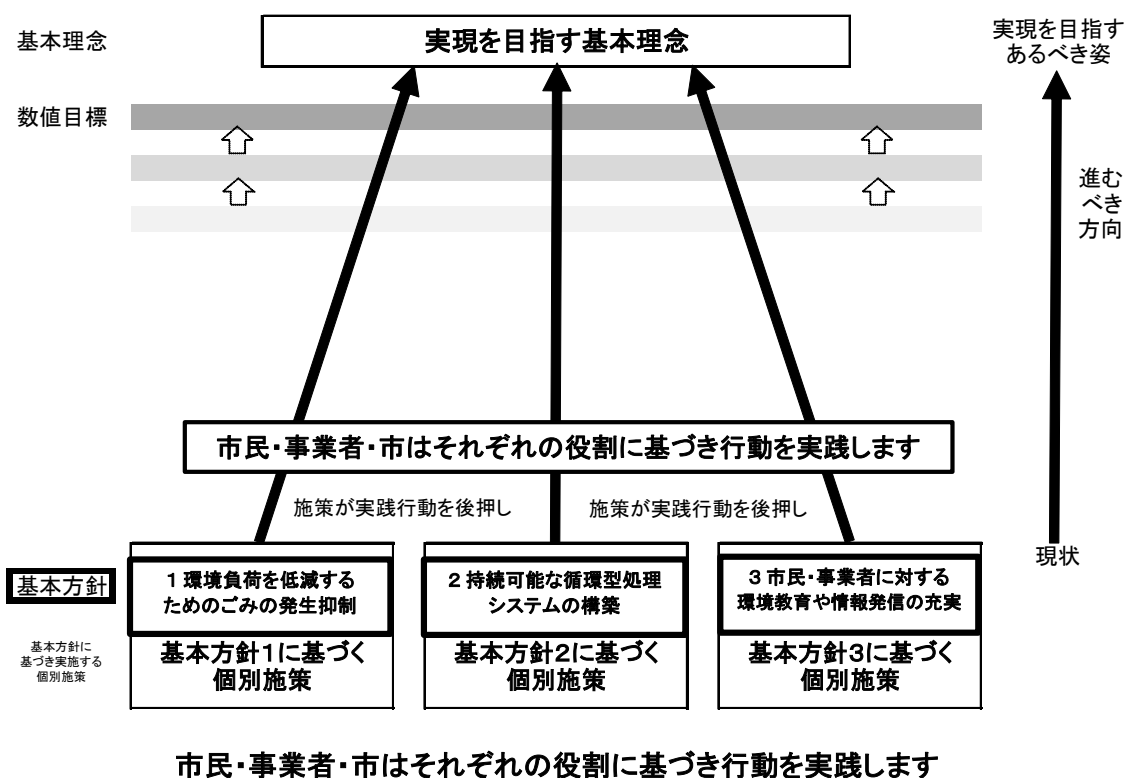 基本理念
実現を目指す基本理念
実現を目指す
あるべき姿
数値目標
進む
べき
方向
市民・事業者・市はそれぞれの役割に基づき行動を実践します
施策が実践行動を後押し
施策が実践行動を後押し
現状
基本方針
1 環境負荷を低減する
ためのごみの発生抑制
2 持続可能な循環型処理
システムの構築
3 市民・事業者に対する
環境教育や情報発信の充実
基本方針に
基づき実施する
個別施策
基本方針1に基づく
個別施策
基本方針2に基づく
個別施策
基本方針3に基づく
個別施策
市民・事業者・市はそれぞれの役割に基づき行動を実践します